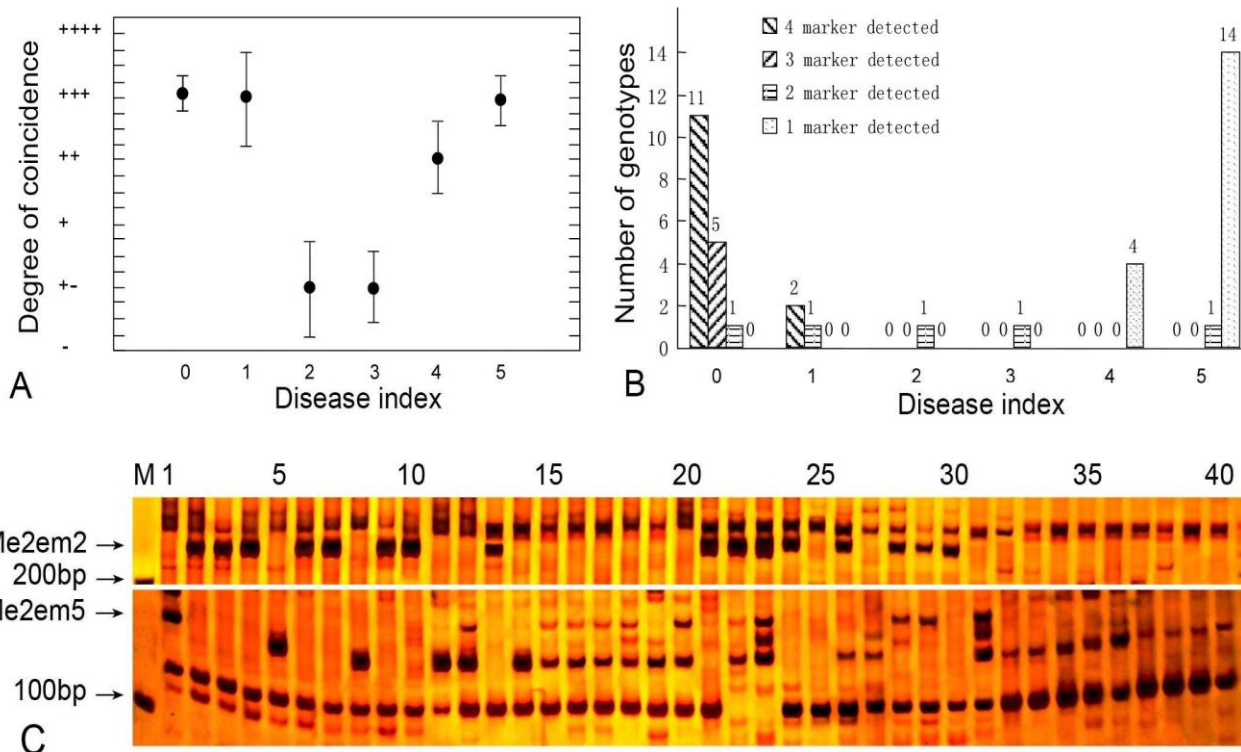 ++++
+++
++
+
+-
-
Degree of coincidence
0 1 2 3 4 5
Disease index
A
4 marker detected
3 marker detected
2 marker detected
1 marker detected
Number of genotypes
14
12
10
8
6
4
2
0
11 5 1 0
2 1 0 0
0 0 1 0
0 0 1 0
0 0 0 4
0 0 1 14
0 1 2 3 4 5
Disease index
B
M 1 5 10 15 20 25 30 35 40
Me2em2
200bp
Me2em5
100bp
C